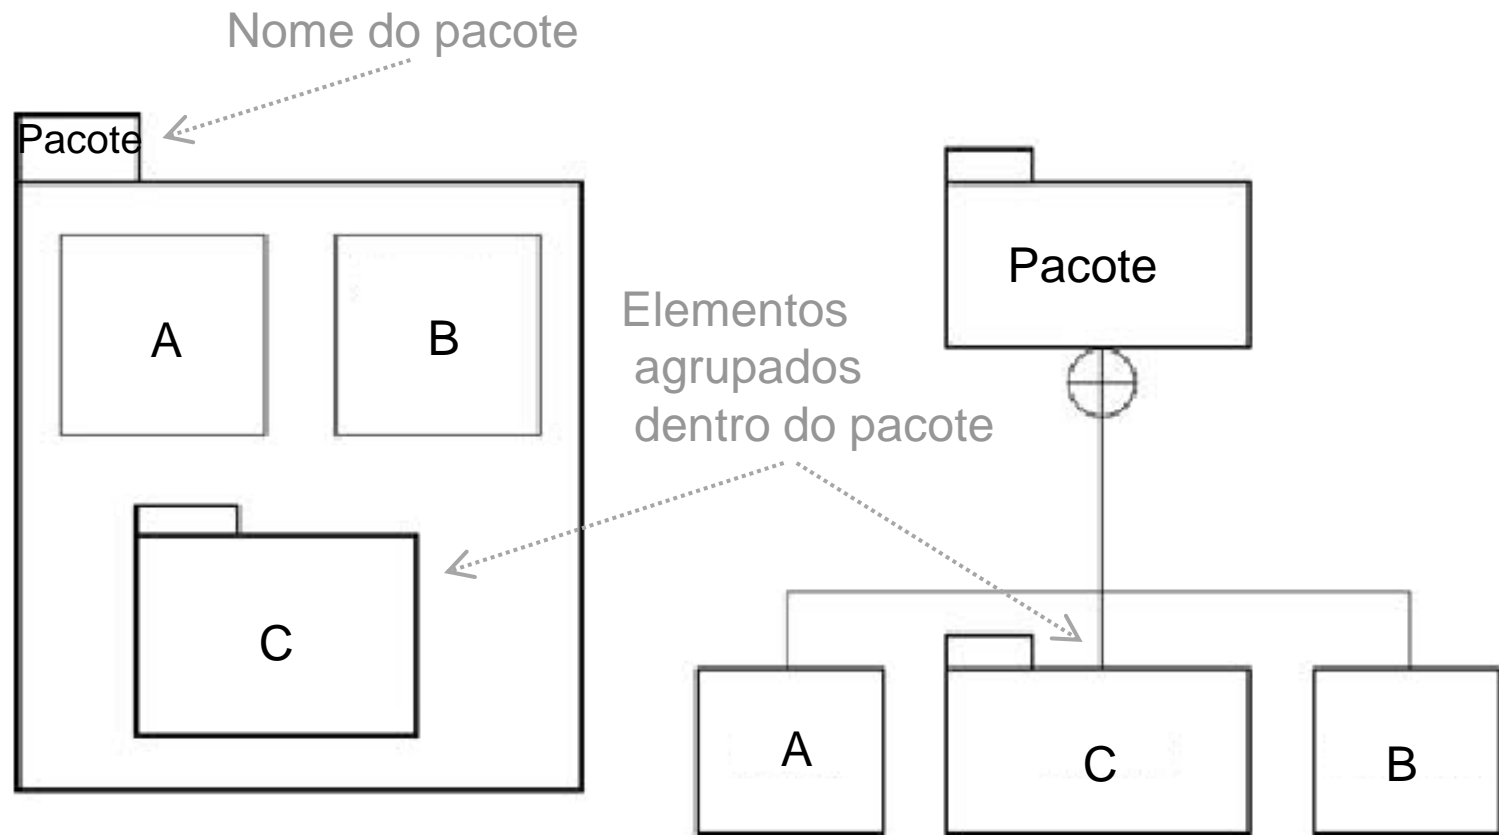 Nome do pacote
Pacote
A
B
C
Elementos
agrupados
dentro do pacote
Pacote
A
C
B